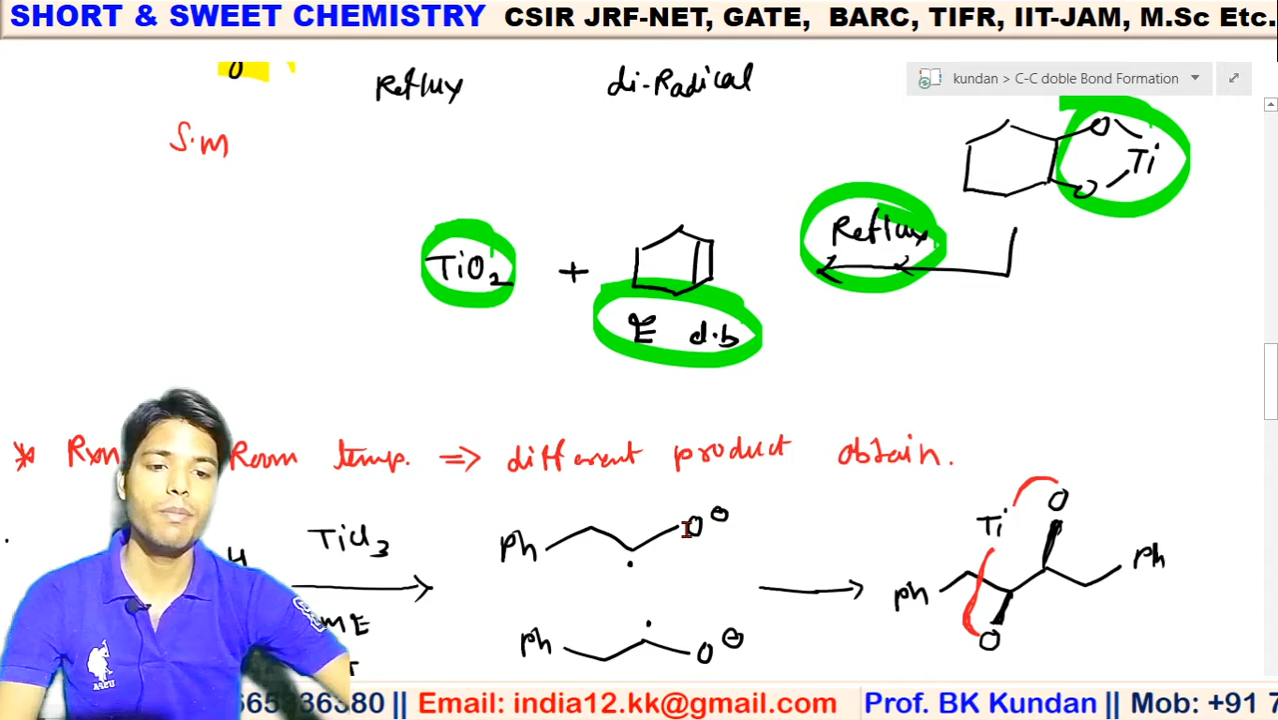 SHORT & SWEET CHEMISTRY CSIR JRF-NET, GATE, BARC, TIFR, IIT-JAM, M.Sc Etc.
kundan > C-C doble Bond Formation
Reflux di-Radical
S.m
O
Ti
O
Reflux
TiO2 +
E d.b
* Rxn Room temp. => different product obtain.
TiCl3
Ph O⊖
Ph O⊖
Ti O
Ph Ph
O
380 || Email: india12.kk@gmail.com || Prof. BK Kundan || Mob: +91 7